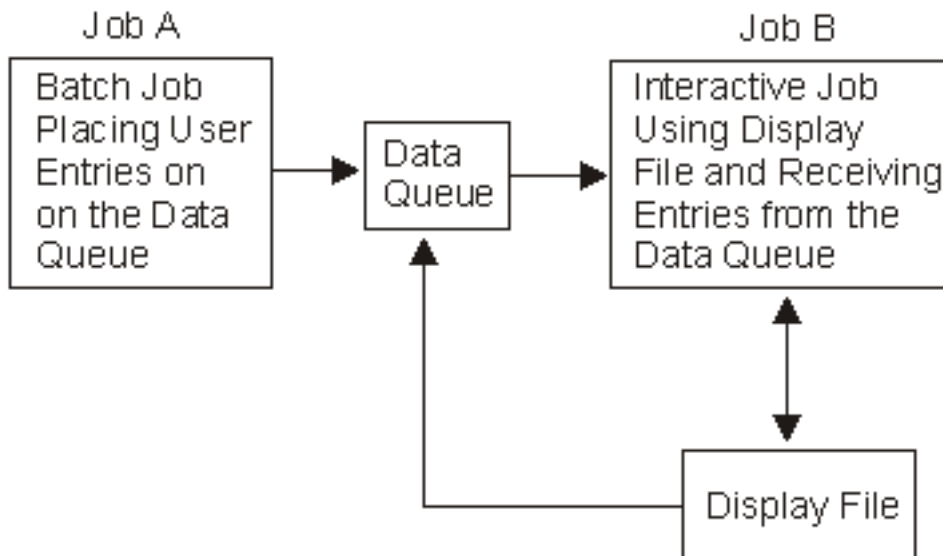 Job A
Batch Job
Placing User
Entries on
on the Data
Queue
Data
Queue
Job B
Interactive Job
Using Display
File and Receiving
Entries from the
Data Queue
Display File